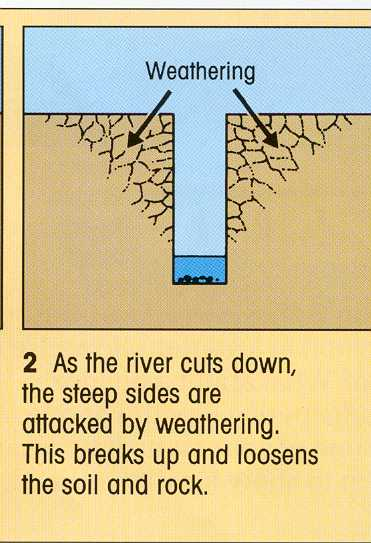 Weathering
2 As the river cuts down,
the steep sides are
attacked by weathering.
This breaks up and loosens
the soil and rock.